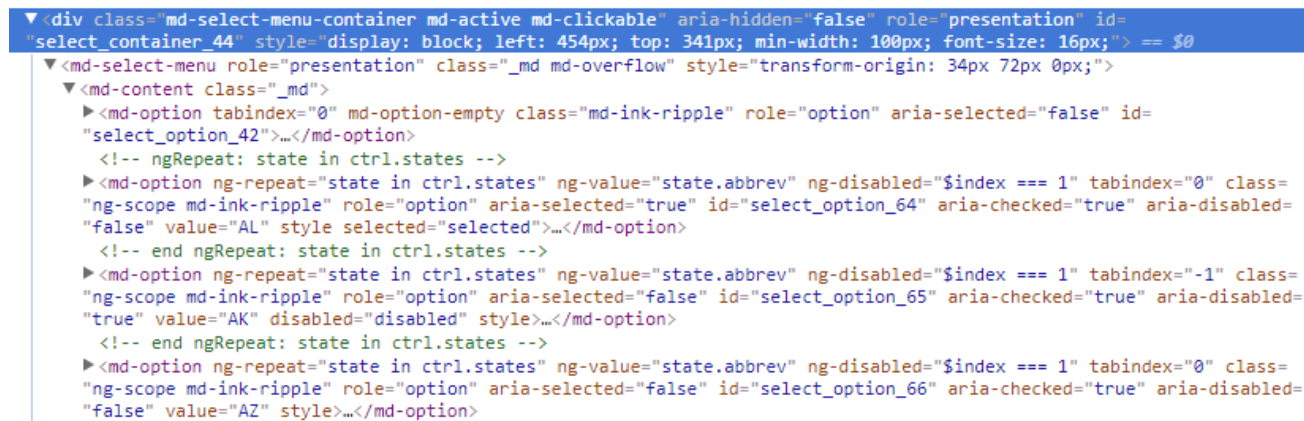 ▼<div class="md-select-menu-container md-active md-clickable" aria-hidden="false" role="presentation" id=
"select_container_44" style="display: block; left: 454px; top: 341px; min-width: 100px; font-size: 16px;"> == $0
▼<md-select-menu role="presentation" class="_md md-overflow" style="transform-origin: 34px 72px 0px;">
▼<md-content class="_md">
▶<md-option tabindex="0" md-option-empty class="md-ink-ripple" role="option" aria-selected="false" id=
"select_option_42">…</md-option>
<!-- ngRepeat: state in ctrl.states -->
▶<md-option ng-repeat="state in ctrl.states" ng-value="state.abbrev" ng-disabled="$index === 1" tabindex="0" class=
"ng-scope md-ink-ripple" role="option" aria-selected="true" id="select_option_64" aria-checked="true" aria-disabled=
"false" value="AL" style selected="selected">…</md-option>
<!-- end ngRepeat: state in ctrl.states -->
▶<md-option ng-repeat="state in ctrl.states" ng-value="state.abbrev" ng-disabled="$index === 1" tabindex="-1" class=
"ng-scope md-ink-ripple" role="option" aria-selected="false" id="select_option_65" aria-checked="true" aria-disabled=
"true" value="AK" disabled="disabled" style>…</md-option>
<!-- end ngRepeat: state in ctrl.states -->
▶<md-option ng-repeat="state in ctrl.states" ng-value="state.abbrev" ng-disabled="$index === 1" tabindex="0" class=
"ng-scope md-ink-ripple" role="option" aria-selected="false" id="select_option_66" aria-checked="true" aria-disabled=
"false" value="AZ" style>…</md-option>